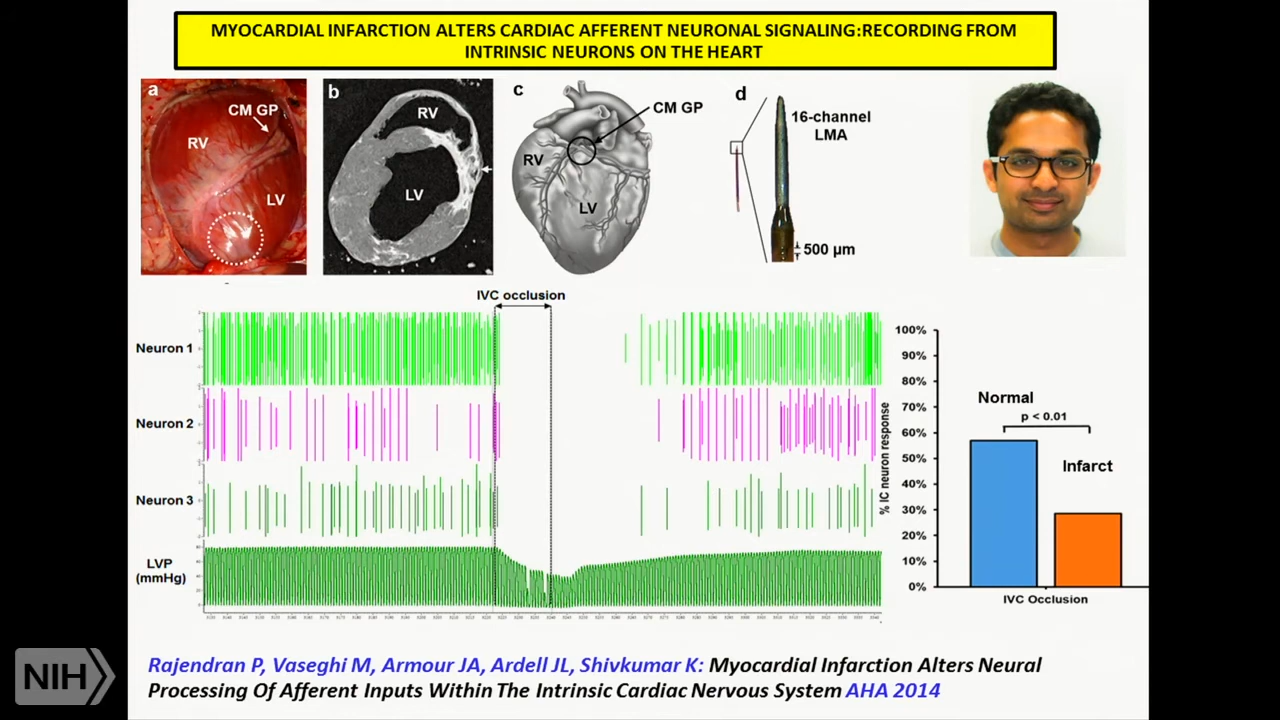 MYOCARDIAL INFARCTION ALTERS CARDIAC AFFERENT NEURONAL SIGNALING:RECORDING FROM
INTRINSIC NEURONS ON THE HEART
a
CM GP
RV
LV
b
RV
LV
c
CM GP
RV
LV
d
16-channel
LMA
500 µm
IVC occlusion
Neuron 1
Neuron 2
Neuron 3
LVP
(mmHg)
% IC neuron response
100%
90%
80%
70%
60%
50%
40%
30%
20%
10%
0%
Normal
p < 0.01
Infarct
IVC Occlusion
Rajendran P, Vaseghi M, Armour JA, Ardell JL, Shivkumar K: Myocardial Infarction Alters Neural
Processing Of Afferent Inputs Within The Intrinsic Cardiac Nervous System AHA 2014
NIH